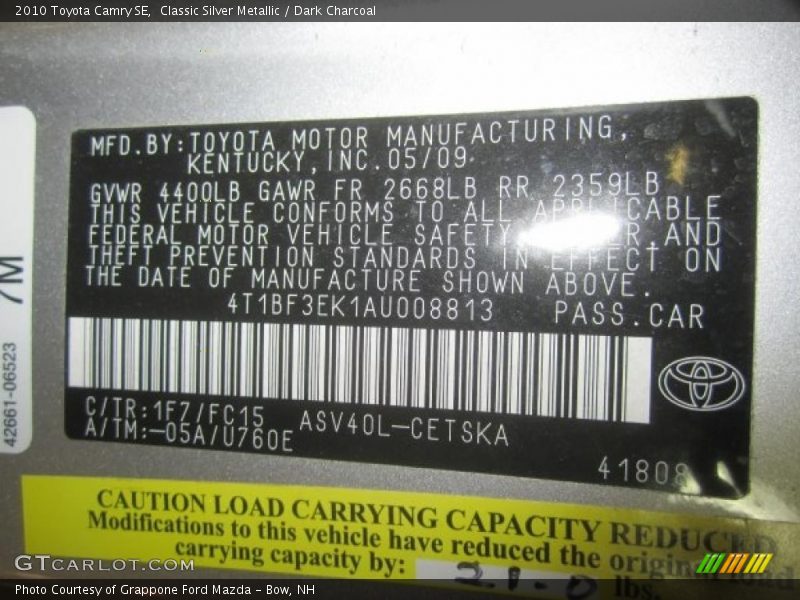 2010 Toyota Camry SE, Classic Silver Metallic / Dark Charcoal
MFD.BY:TOYOTA MOTOR MANUFACTURING,
KENTUCKY,INC.05/09
GVWR 4400LB GAWR FR 2668LB RR 2359LB
THIS VEHICLE CONFORMS TO ALL APPLICABLE
FEDERAL MOTOR VEHICLE SAFETY AND
THEFT PREVENTION STANDARDS IN EFFECT ON
THE DATE OF MANUFACTURE SHOWN ABOVE.
4T1BF3EK1AU008813 PASS.CAR
C/TR:1F7/FC15 ASV40L-CETSKA
A/TM:-05A/U760E
41808
7M
42661-06523
CAUTION LOAD CARRYING CAPACITY REDUCED
Modifications to this vehicle have reduced the original load
carrying capacity by: 21.0 lbs.
GTCARLOT.COM
Photo Courtesy of Grappone Ford Mazda - Bow, NH